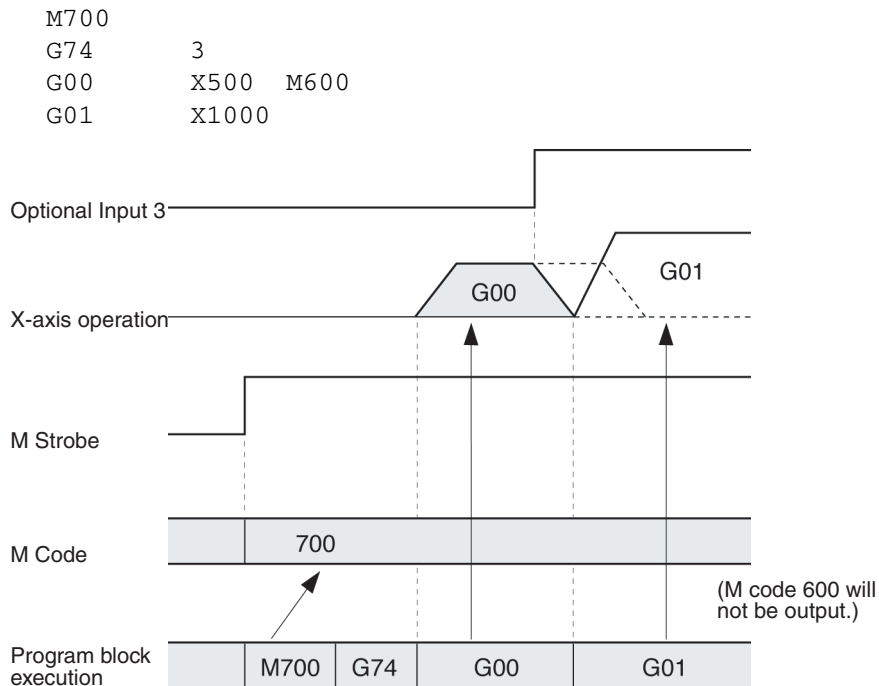 M700
G74 3
G00 X500 M600
G01 X1000
Optional Input 3
X-axis operation
G00
G01
M Strobe
M Code
700
(M code 600 will
not be output.)
Program block
execution
M700 G74 G00 G01